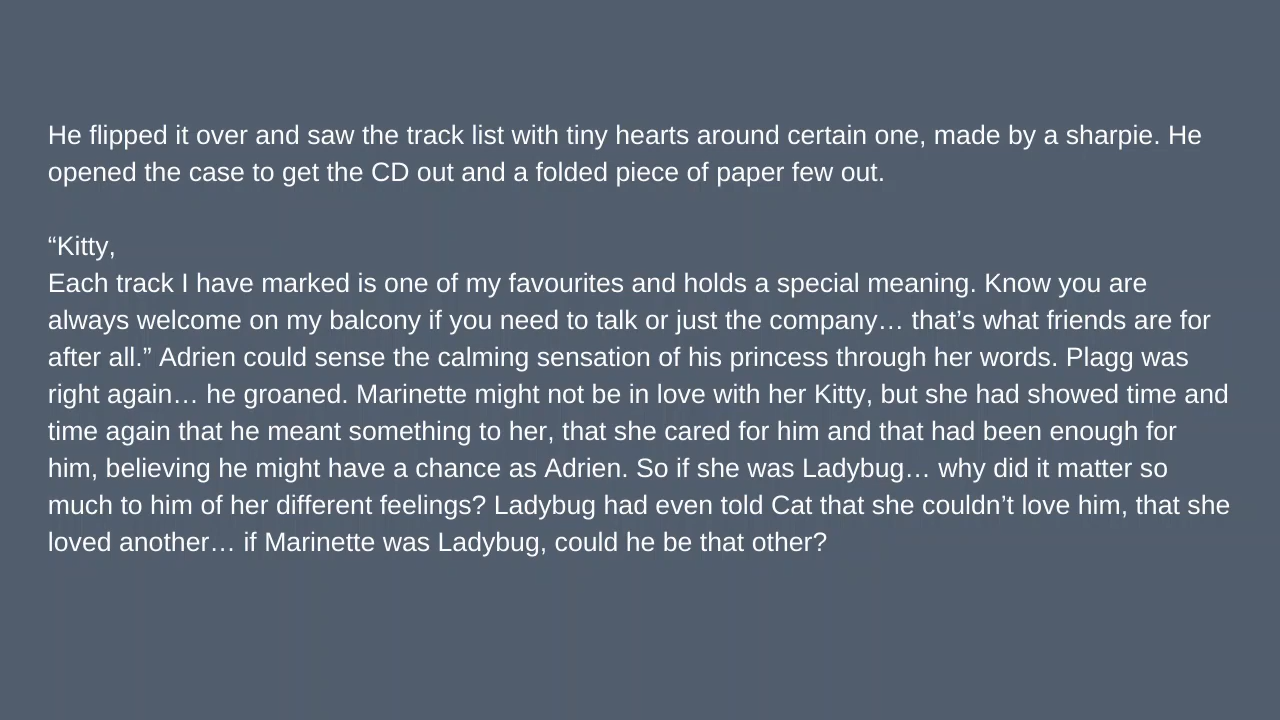 He flipped it over and saw the track list with tiny hearts around certain one, made by a sharpie. He
opened the case to get the CD out and a folded piece of paper few out.
“Kitty,
Each track I have marked is one of my favourites and holds a special meaning. Know you are
always welcome on my balcony if you need to talk or just the company… that’s what friends are for
after all.” Adrien could sense the calming sensation of his princess through her words. Plagg was
right again… he groaned. Marinette might not be in love with her Kitty, but she had showed time and
time again that he meant something to her, that she cared for him and that had been enough for
him, believing he might have a chance as Adrien. So if she was Ladybug… why did it matter so
much to him of her different feelings? Ladybug had even told Cat that she couldn’t love him, that she
loved another… if Marinette was Ladybug, could he be that other?